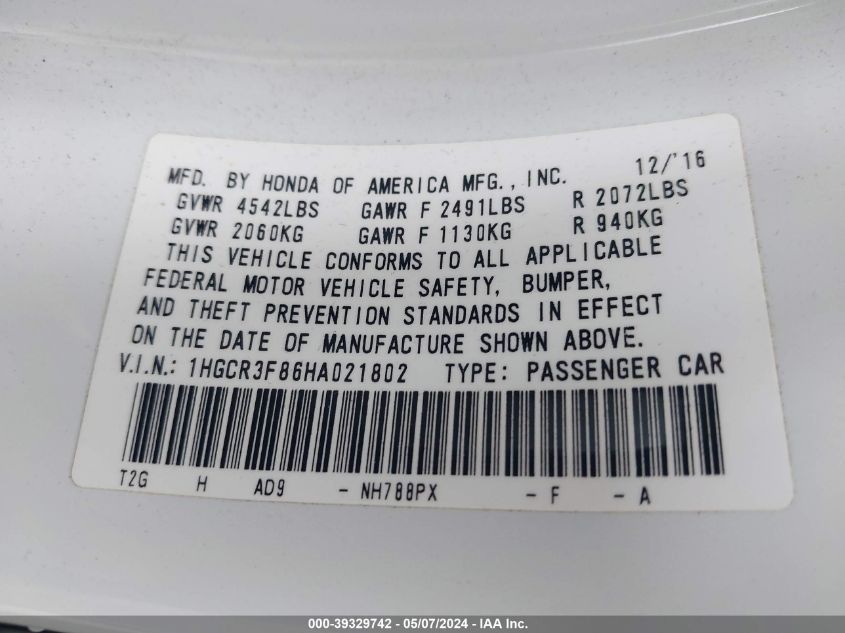 MFD. BY HONDA OF AMERICA MFG., INC. 12/'16
GVWR 4542LBS GAWR F 2491LBS R 2072LBS
GVWR 2060KG GAWR F 1130KG R 940KG
THIS VEHICLE CONFORMS TO ALL APPLICABLE
FEDERAL MOTOR VEHICLE SAFETY, BUMPER,
AND THEFT PREVENTION STANDARDS IN EFFECT
ON THE DATE OF MANUFACTURE SHOWN ABOVE.
V.I.N.: 1HGCR3F86HA021802 TYPE: PASSENGER CAR
T2G H AD9 - NH788PX - F - A
000-39329742 - 05/07/2024 - IAA Inc.